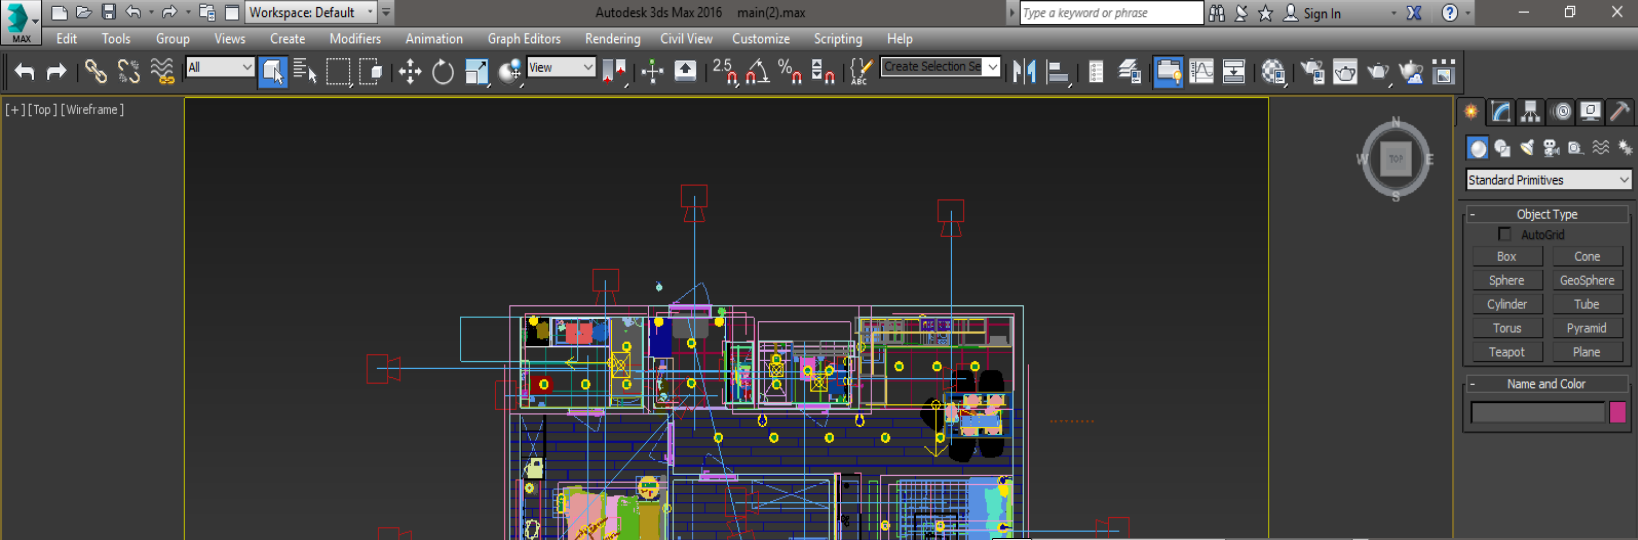 Workspace: Default
Autodesk 3ds Max 2016 main(2).max
Type a keyword or phrase
Sign In
MAX
Edit Tools Group Views Create Modifiers Animation Graph Editors Rendering Civil View Customize Scripting Help
All
View
2.5
%
ABC
Create Selection Se
[+] [Top] [Wireframe]
N
W TOP E
S
Standard Primitives
- Object Type
AutoGrid
Box Cone
Sphere GeoSphere
Cylinder Tube
Torus Pyramid
Teapot Plane
- Name and Color